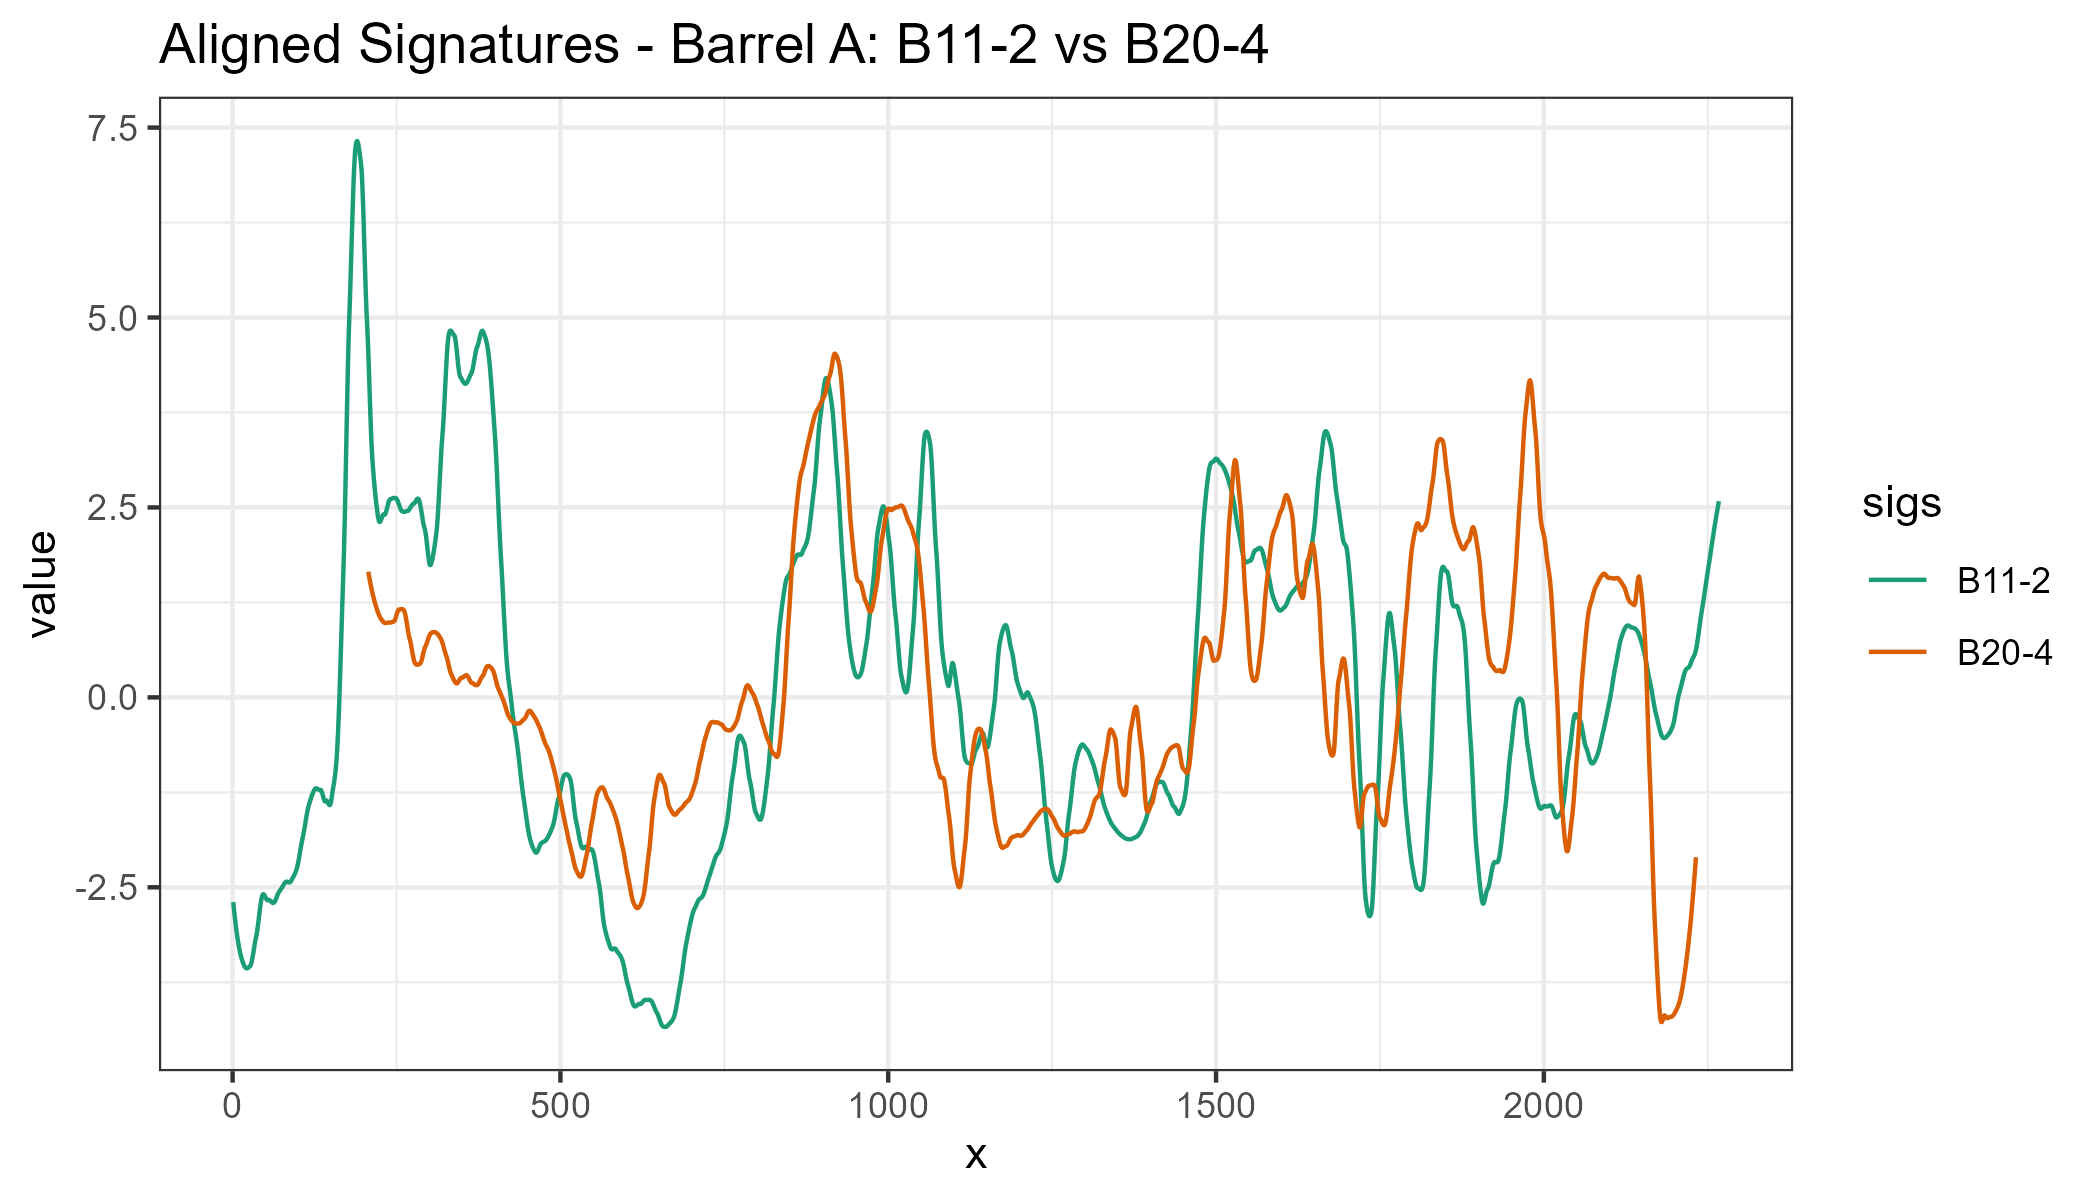 Aligned Signatures - Barrel A: B11-2 vs B20-4
7.5
5.0
2.5
0.0
-2.5
value
0 500 1000 1500 2000
x
sigs
B11-2
B20-4